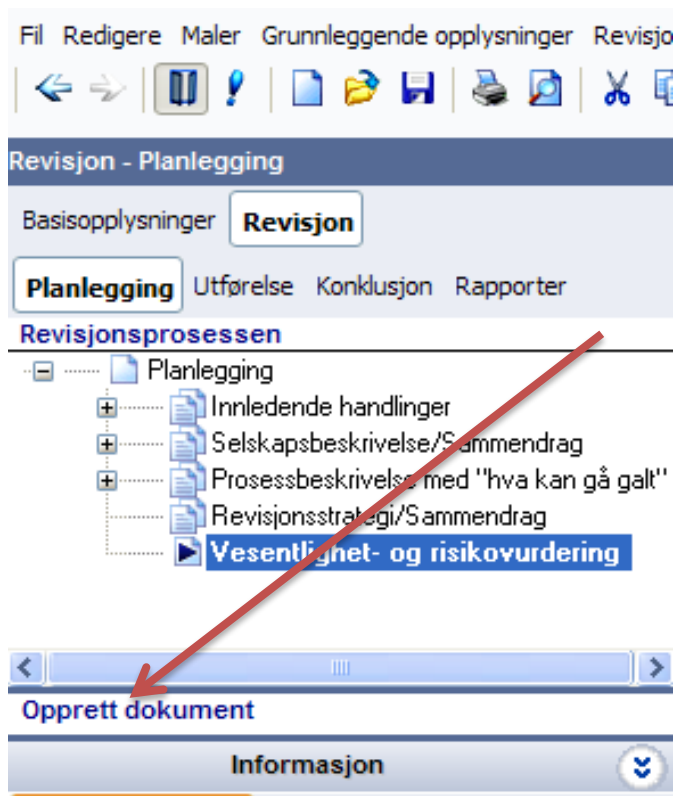 Fil Redigere Maler Grunnleggende opplysninger Revisjo
Revisjon - Planlegging
Basisopplysninger Revisjon
Planlegging Utførelse Konklusjon Rapporter
Revisjonsprosessen
Planlegging
Innledende handlinger
Selskapsbeskrivelse/Sammendrag
Prosessbeskrivelse med "hva kan gå galt"
Revisjonsstrategi/Sammendrag
Vesentlighet- og risikovurdering
Opprett dokument
Informasjon